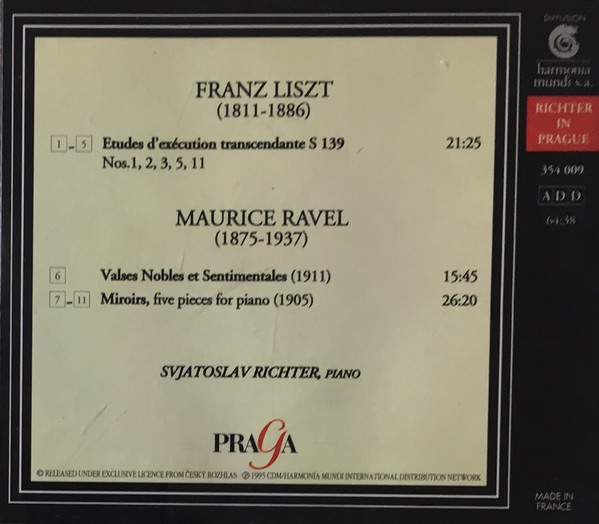 FRANZ LISZT
(1811-1886)
1 - 5 Etudes d'exécution transcendante S 139 21:25
Nos.1, 2, 3, 5, 11
MAURICE RAVEL
(1875-1937)
6 Valses Nobles et Sentimentales (1911) 15:45
7 - 11 Miroirs, five pieces for piano (1905) 26:20
SVJATOSLAV RICHTER, PIANO
PRAGA
© RELEASED UNDER EXCLUSIVE LICENCE FROM ČESKÝ ROZHLAS - ℗ 1995 CDM/HARMONIA MUNDI INTERNATIONAL DISTRIBUTION NETWORK
DIFFUSION
harmonia
mundi s.a.
RICHTER
IN
PRAGUE
354 009
A D D
64:38
MADE IN
FRANCE